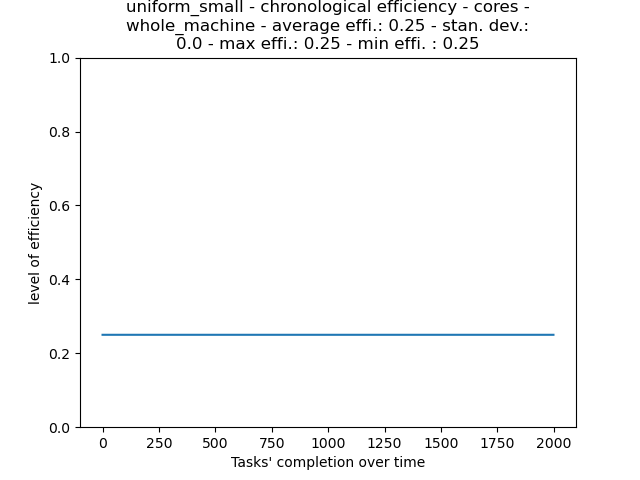 uniform_small - chronological efficiency - cores -
whole_machine - average effi.: 0.25 - stan. dev.:
0.0 - max effi.: 0.25 - min effi. : 0.25
1.0
0.8
0.6
0.4
0.2
0.0
level of efficiency
0 250 500 750 1000 1250 1500 1750 2000
Tasks' completion over time